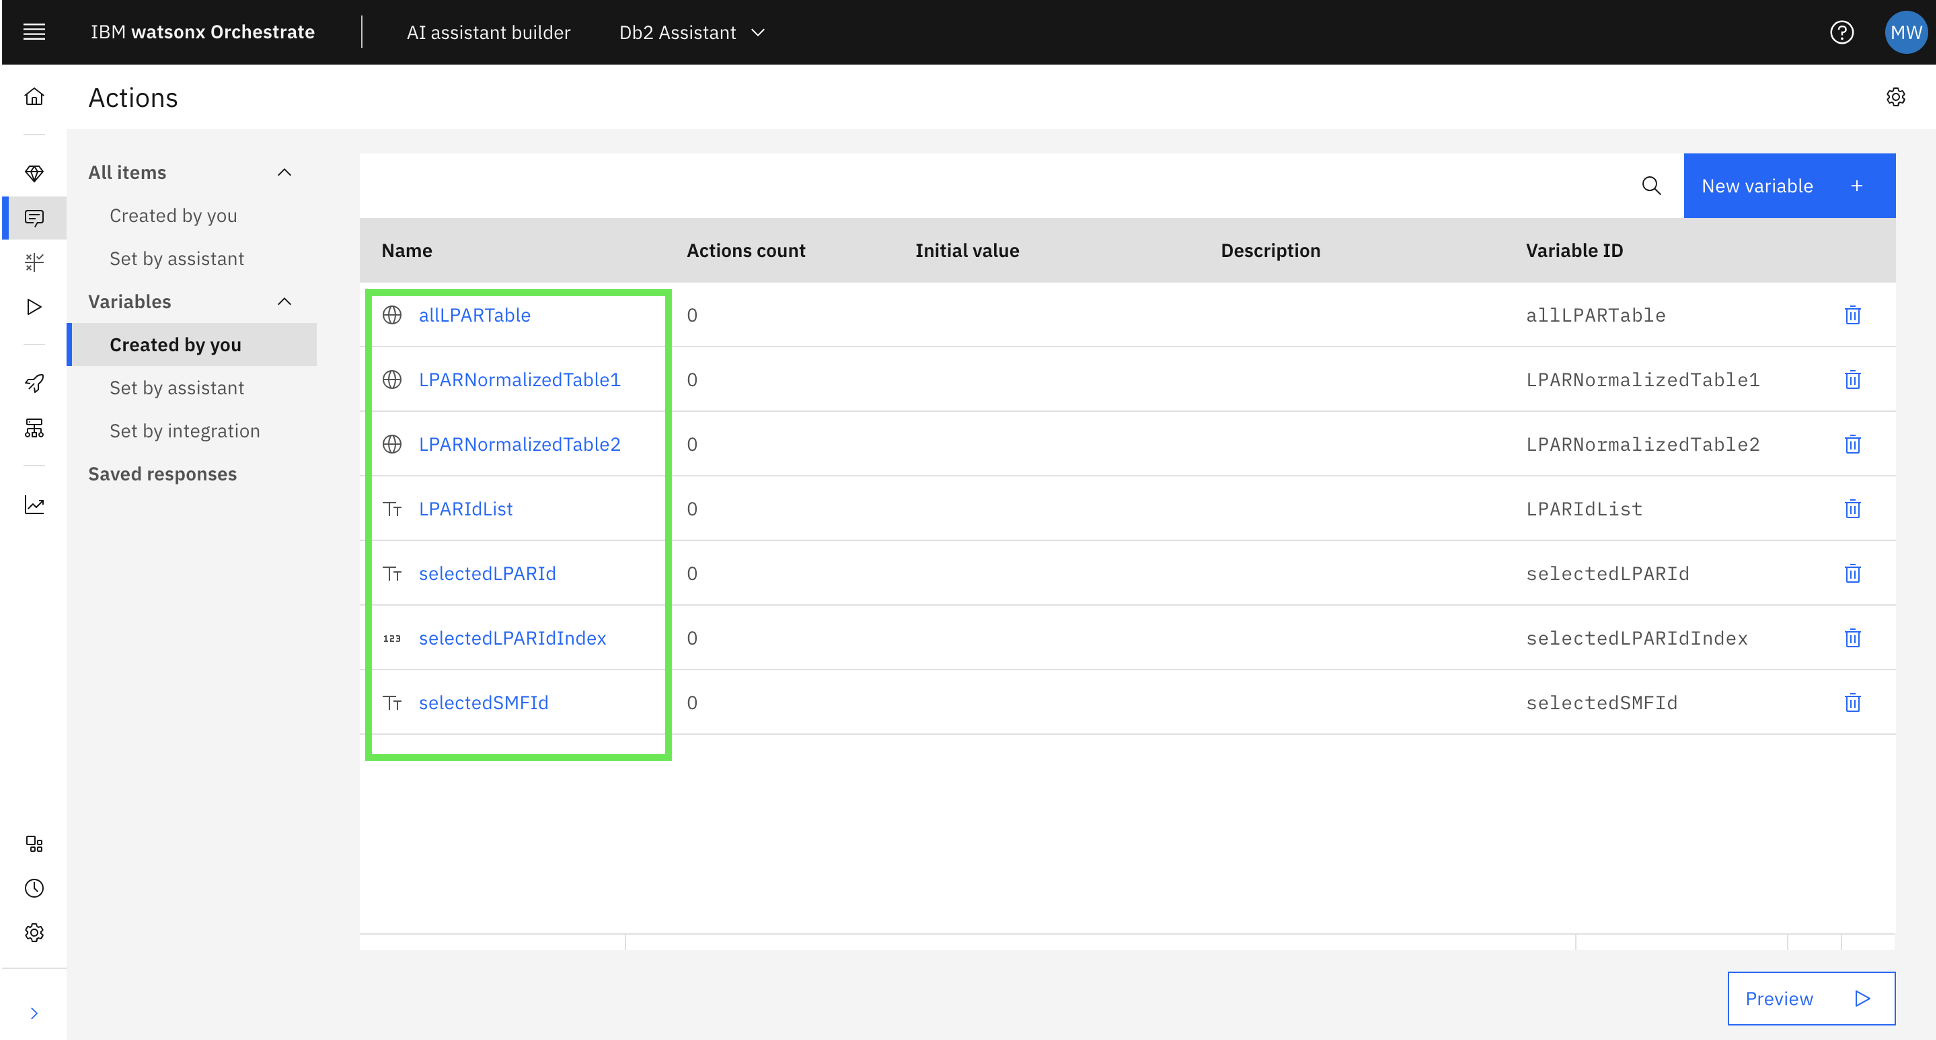 IBM watsonx Orchestrate AI assistant builder Db2 Assistant MW
Actions
All items
Created by you
Set by assistant
Variables
Created by you
Set by assistant
Set by integration
Saved responses
New variable +
Name Actions count Initial value Description Variable ID
allLPARTable 0 allLPARTable
LPARNormalizedTable1 0 LPARNormalizedTable1
LPARNormalizedTable2 0 LPARNormalizedTable2
Tт LPARIdList 0 LPARIdList
Tт selectedLPARId 0 selectedLPARId
123 selectedLPARIdIndex 0 selectedLPARIdIndex
Tт selectedSMFId 0 selectedSMFId
Preview